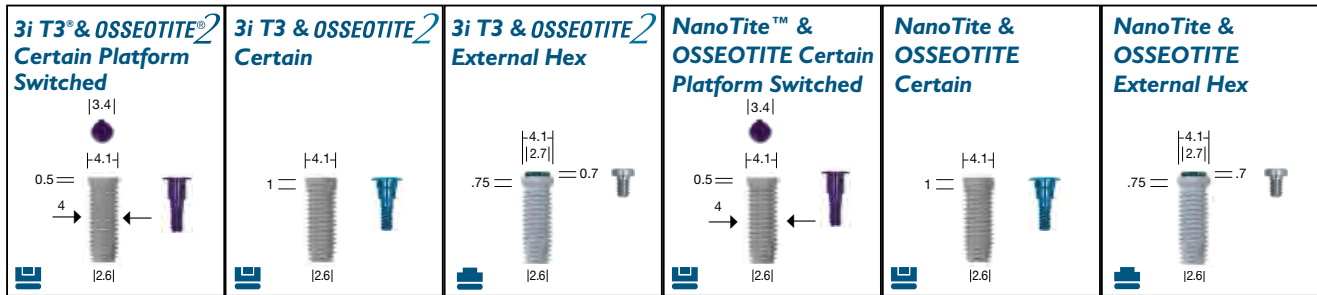 3i T3®& OSSEOTITE®2
Certain Platform
Switched
|3.4|
4.1
0.5
4
|2.6|
3i T3 & OSSEOTITE 2
Certain
4.1
1
|2.6|
3i T3 & OSSEOTITE 2
External Hex
4.1
|2.7|
.75
0.7
|2.6|
NanoTite™ &
OSSEOTITE Certain
Platform Switched
|3.4|
4.1
0.5
4
|2.6|
NanoTite &
OSSEOTITE
Certain
4.1
1
|2.6|
NanoTite &
OSSEOTITE
External Hex
4.1
|2.7|
.75
.7
|2.6|